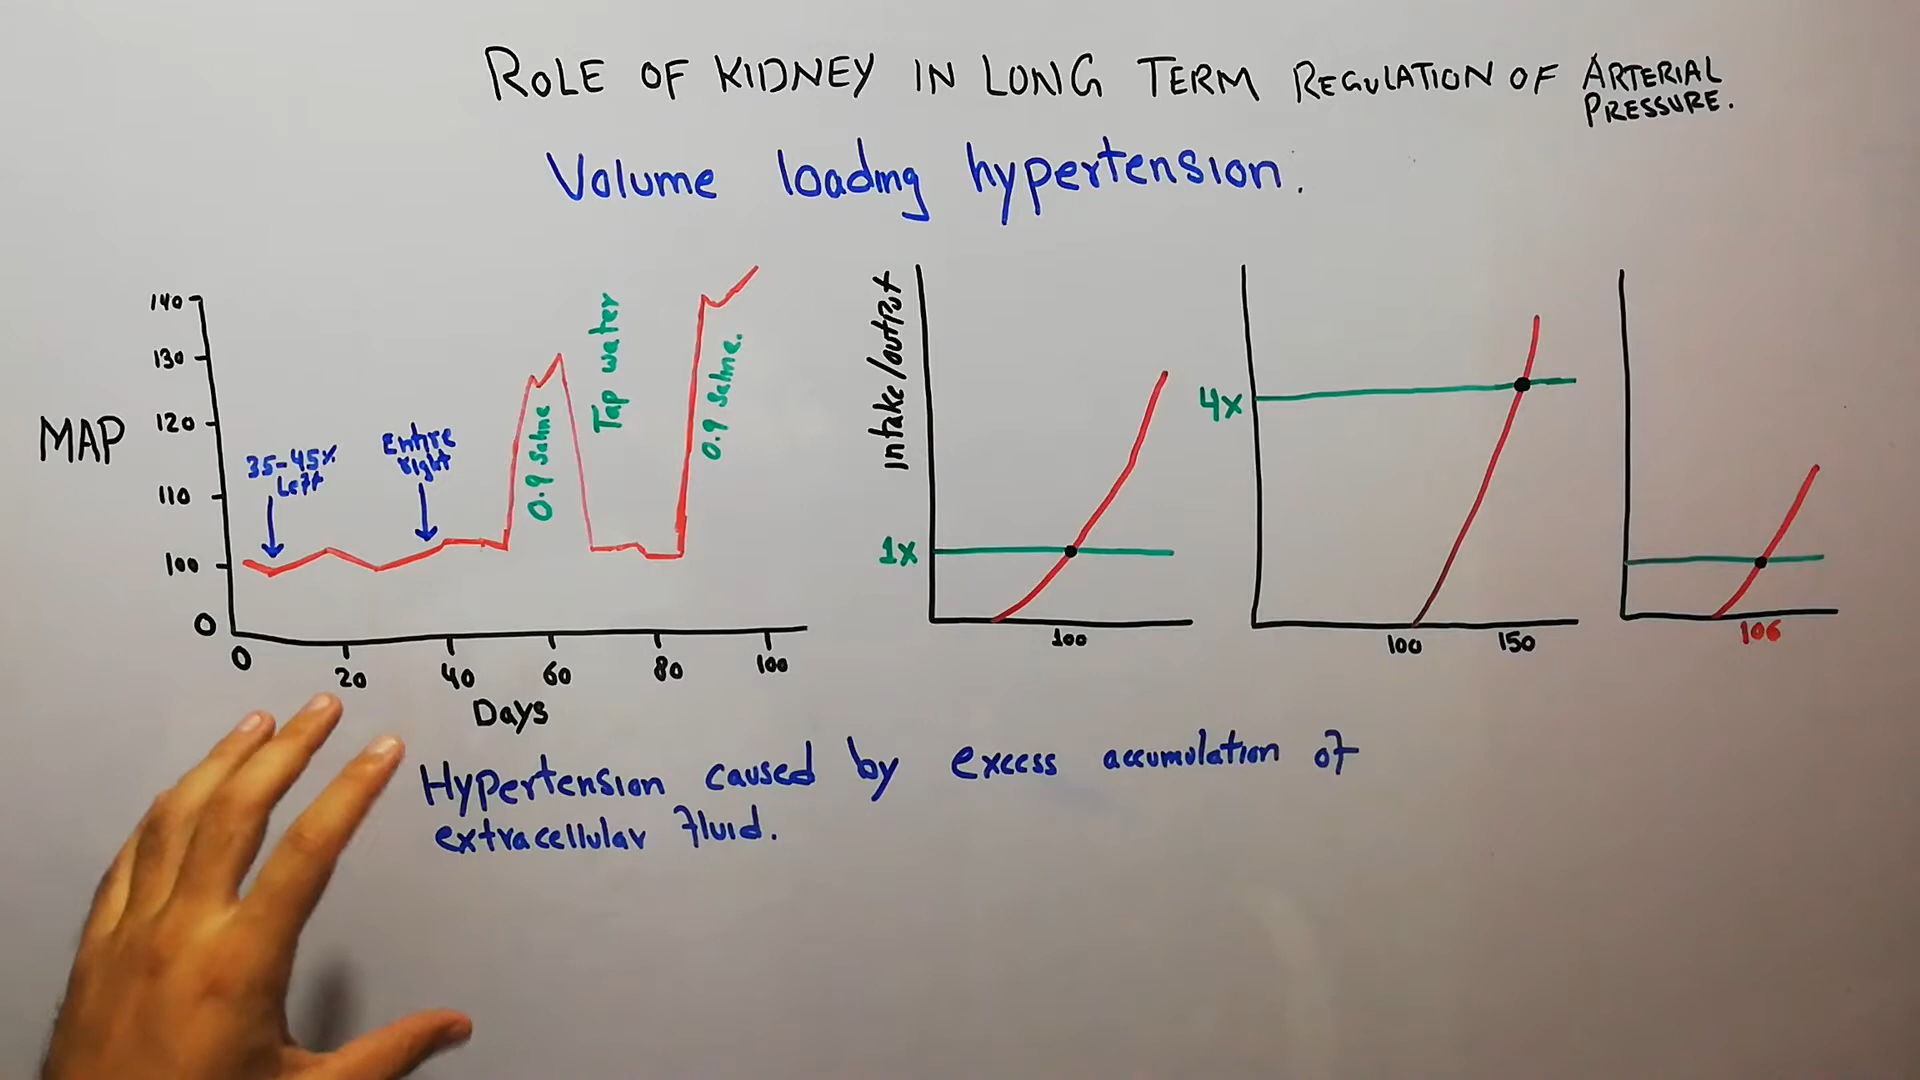 ROLE OF KIDNEY IN LONG TERM REGULATION OF ARTERIAL
PRESSURE.
Volume loading hypertension.
MAP
140
130
120
110
100
0
35-45%
Left
Entire
right
0.9 Saline
Tap water
0.9 Saline.
0
20
40
60
80
100
Days
Intake/output
1x
100
4x
100
150
106
Hypertension caused by excess accumulation of
extracellular fluid.